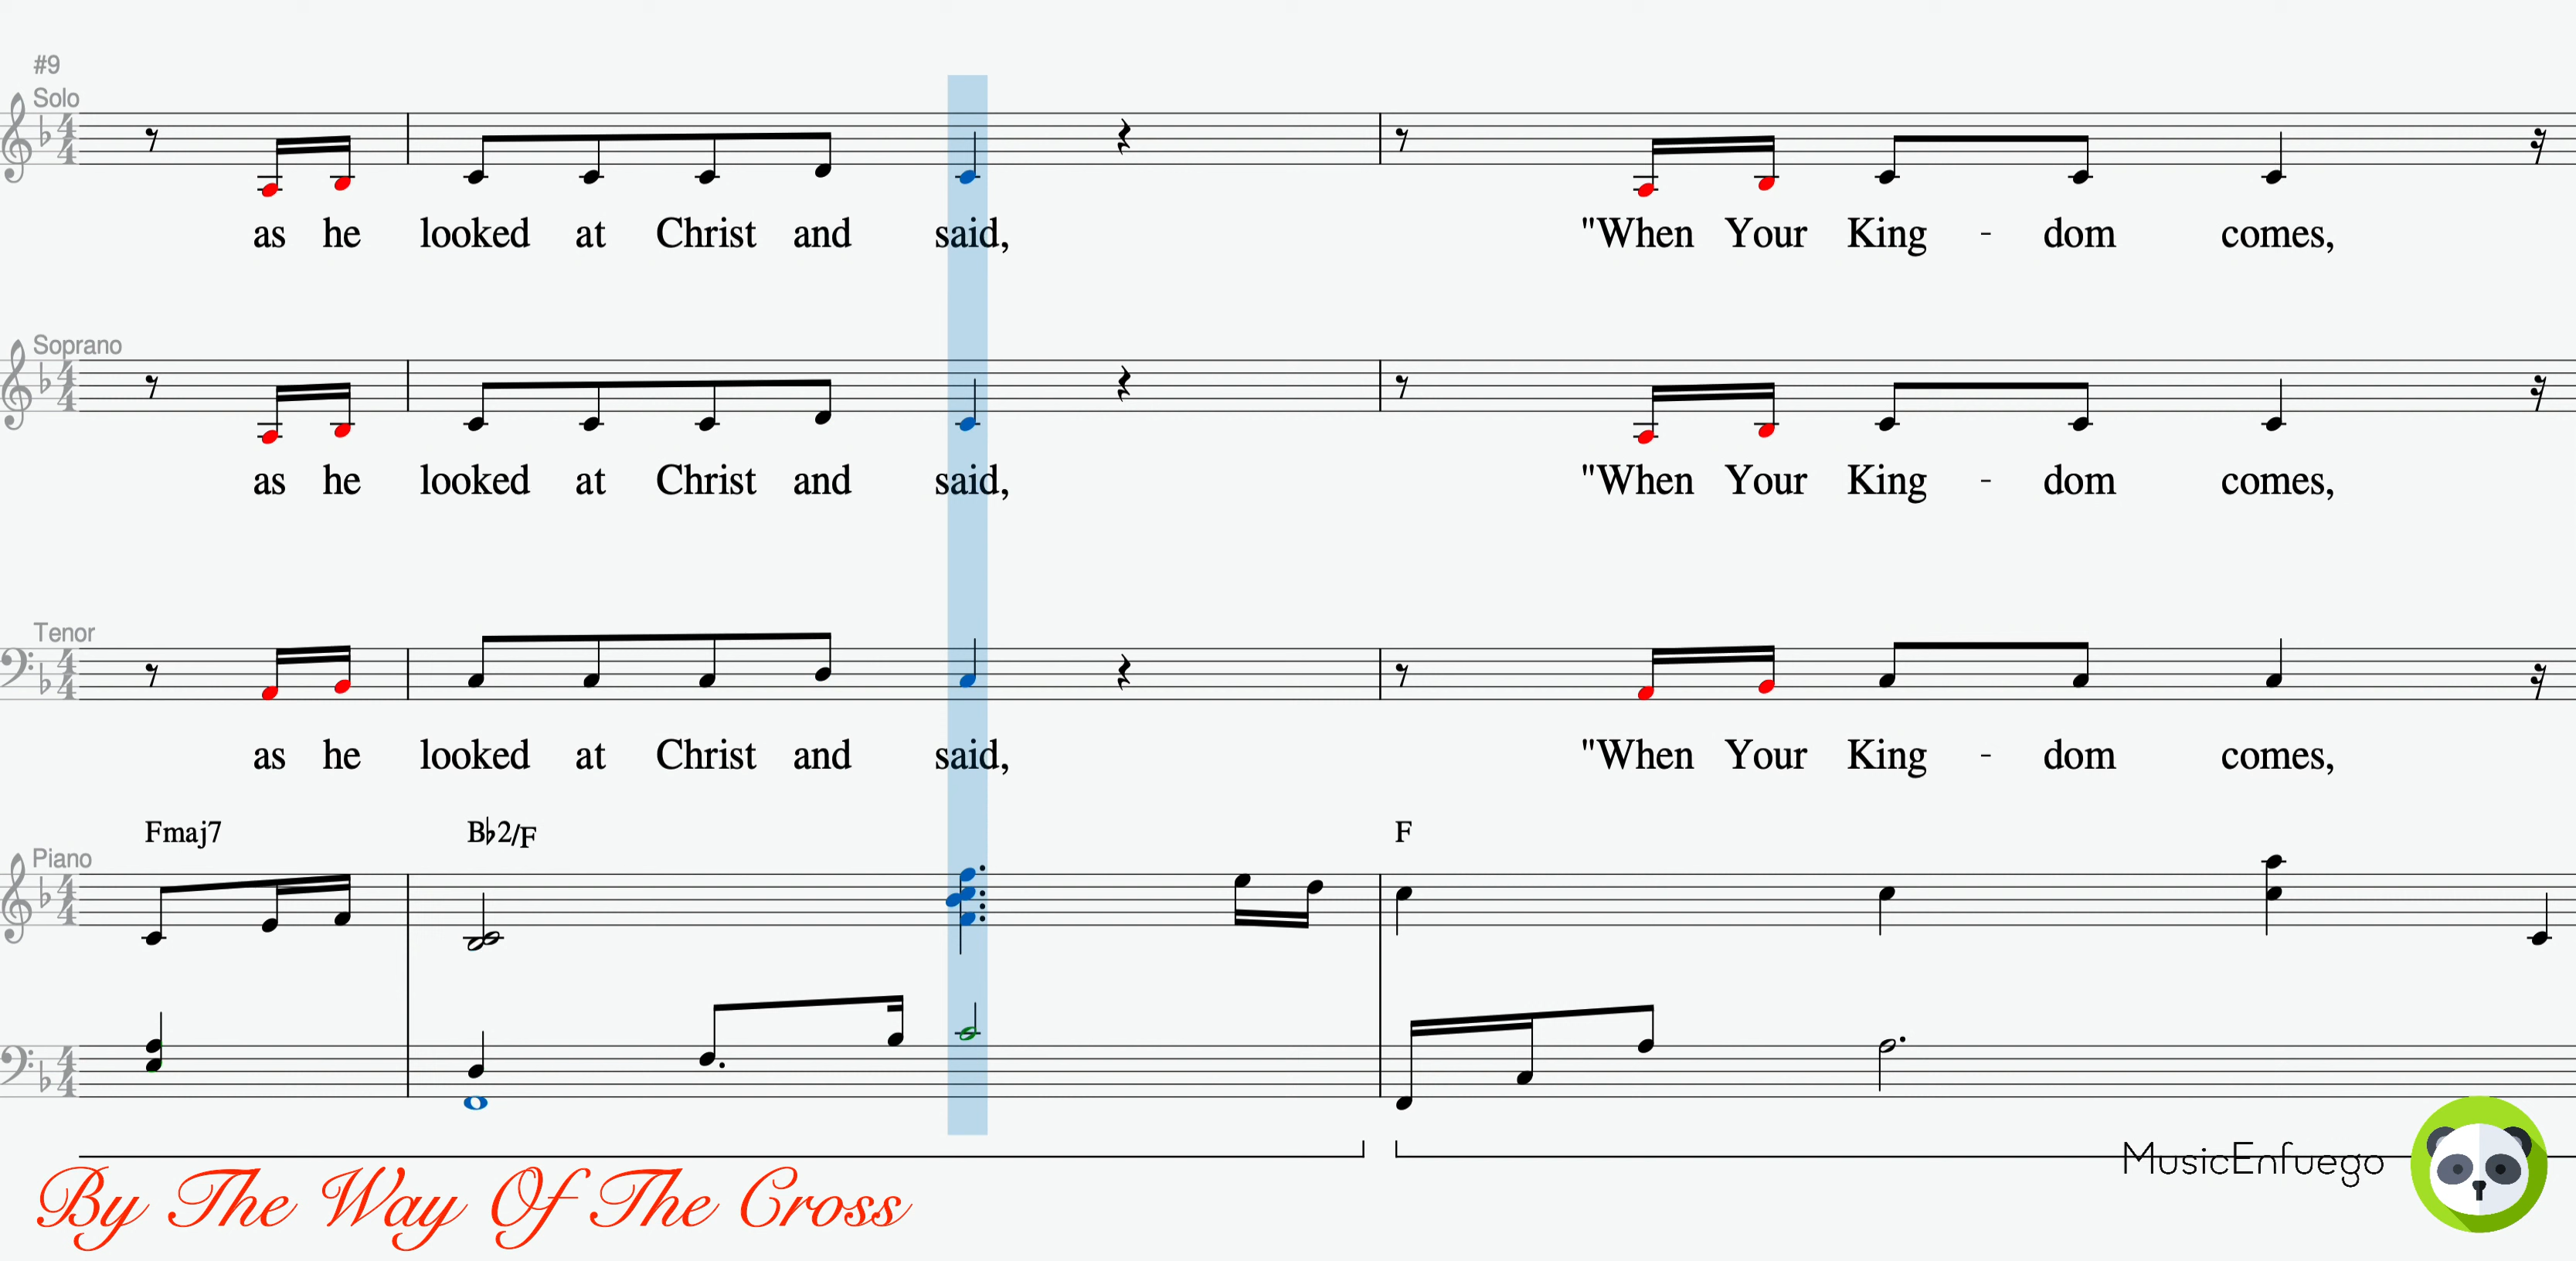 #9
Solo
as he looked at Christ and said, "When Your King - dom comes,
Soprano
as he looked at Christ and said, "When Your King - dom comes,
Tenor
as he looked at Christ and said, "When Your King - dom comes,
Fmaj7 B♭2/F F
Piano
MusicEnfuego
By The Way Of The Cross